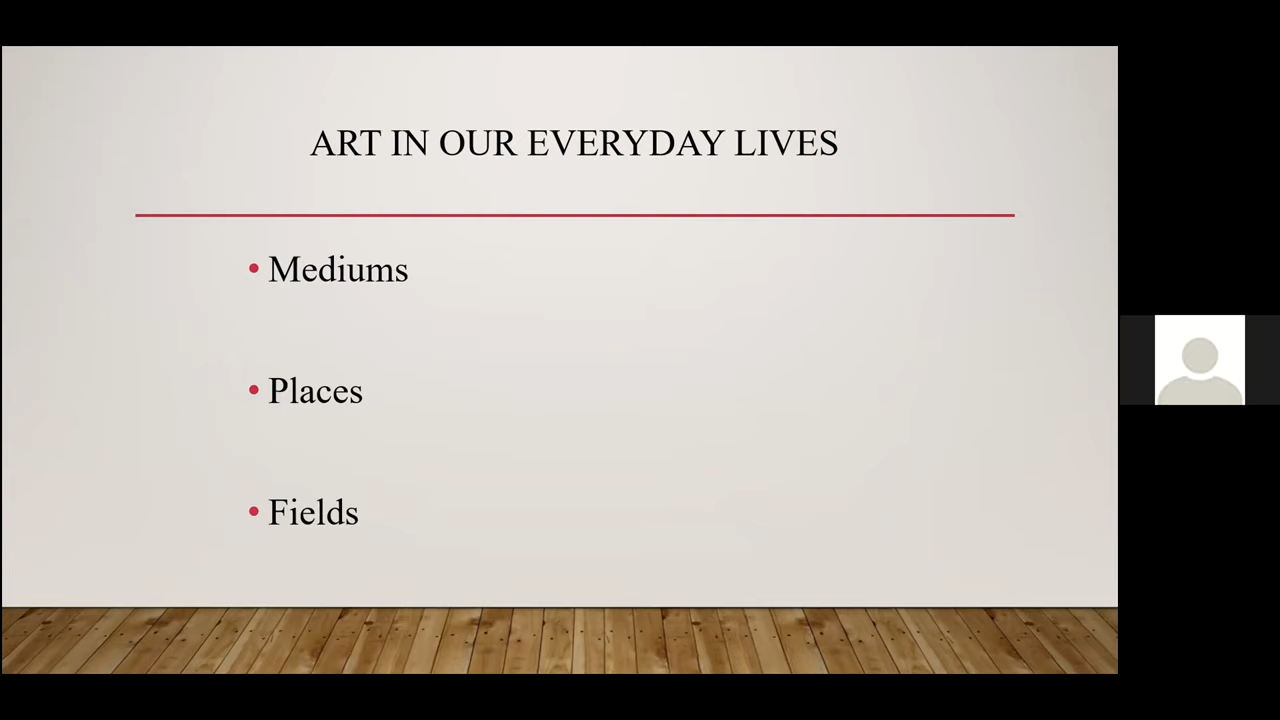 ART IN OUR EVERYDAY LIVES
• Mediums
• Places
• Fields